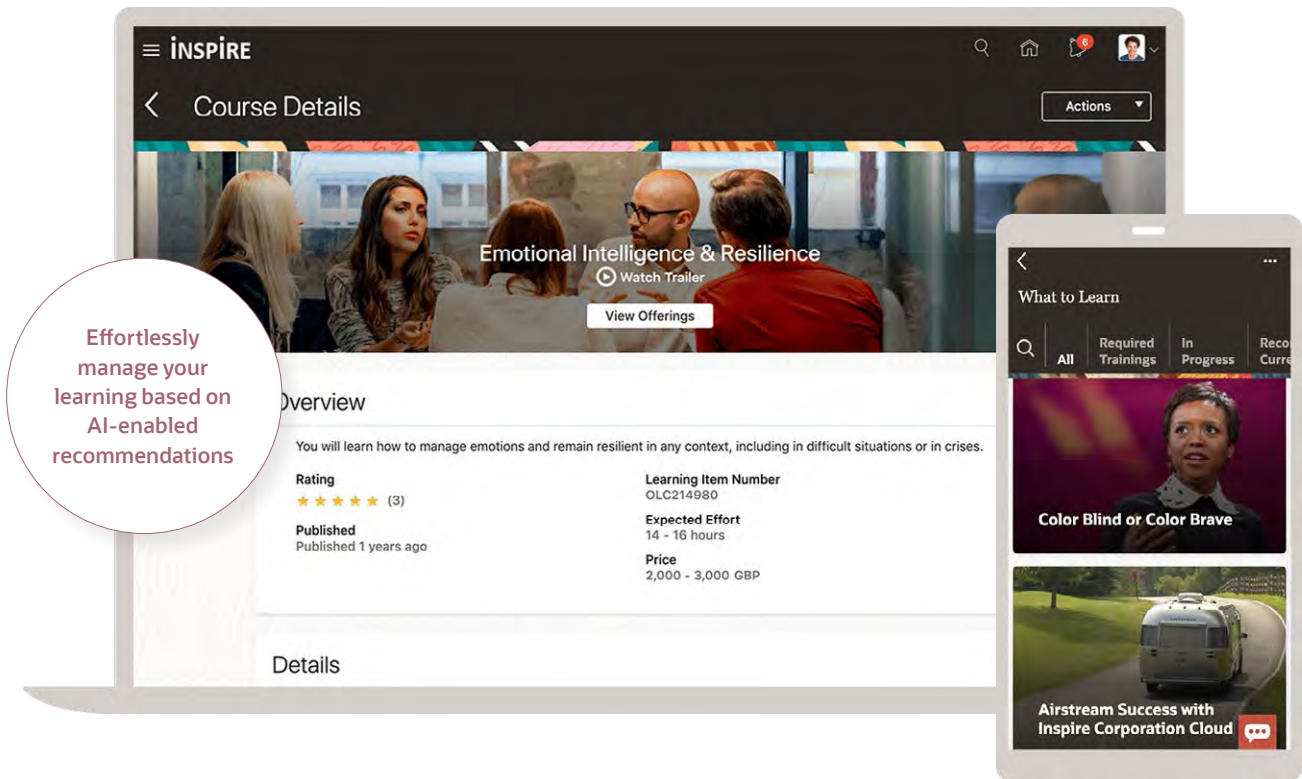 INSPIRE
6
Course Details
Actions
Emotional Intelligence & Resilience
Watch Trailer
View Offerings
Effortlessly
manage your
learning based on
AI-enabled
recommendations
Overview
You will learn how to manage emotions and remain resilient in any context, including in difficult situations or in crises.
Rating
(3)
Published
Published 1 years ago
Learning Item Number
OLC214980
Expected Effort
14 - 16 hours
Price
2,000 - 3,000 GBP
Details
What to Learn
All
Required
Trainings
In
Progress
Reco
Curre
Color Blind or Color Brave
Airstream Success with
Inspire Corporation Cloud